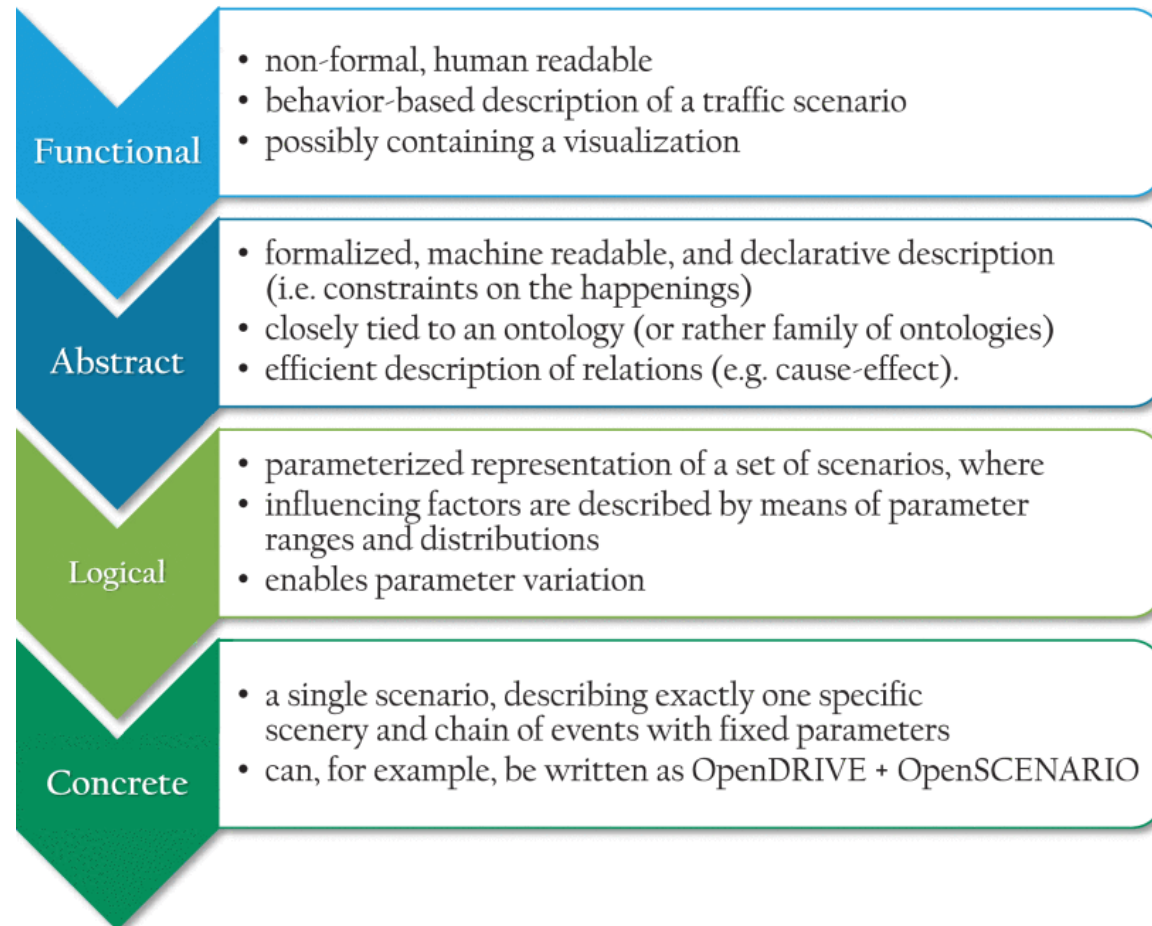 Functional
• non-formal, human readable
• behavior-based description of a traffic scenario
• possibly containing a visualization
Abstract
• formalized, machine readable, and declarative description
(i.e. constraints on the happenings)
• closely tied to an ontology (or rather family of ontologies)
• efficient description of relations (e.g. cause-effect).
Logical
• parameterized representation of a set of scenarios, where
• influencing factors are described by means of parameter
ranges and distributions
• enables parameter variation
Concrete
• a single scenario, describing exactly one specific
scenery and chain of events with fixed parameters
• can, for example, be written as OpenDRIVE + OpenSCENARIO